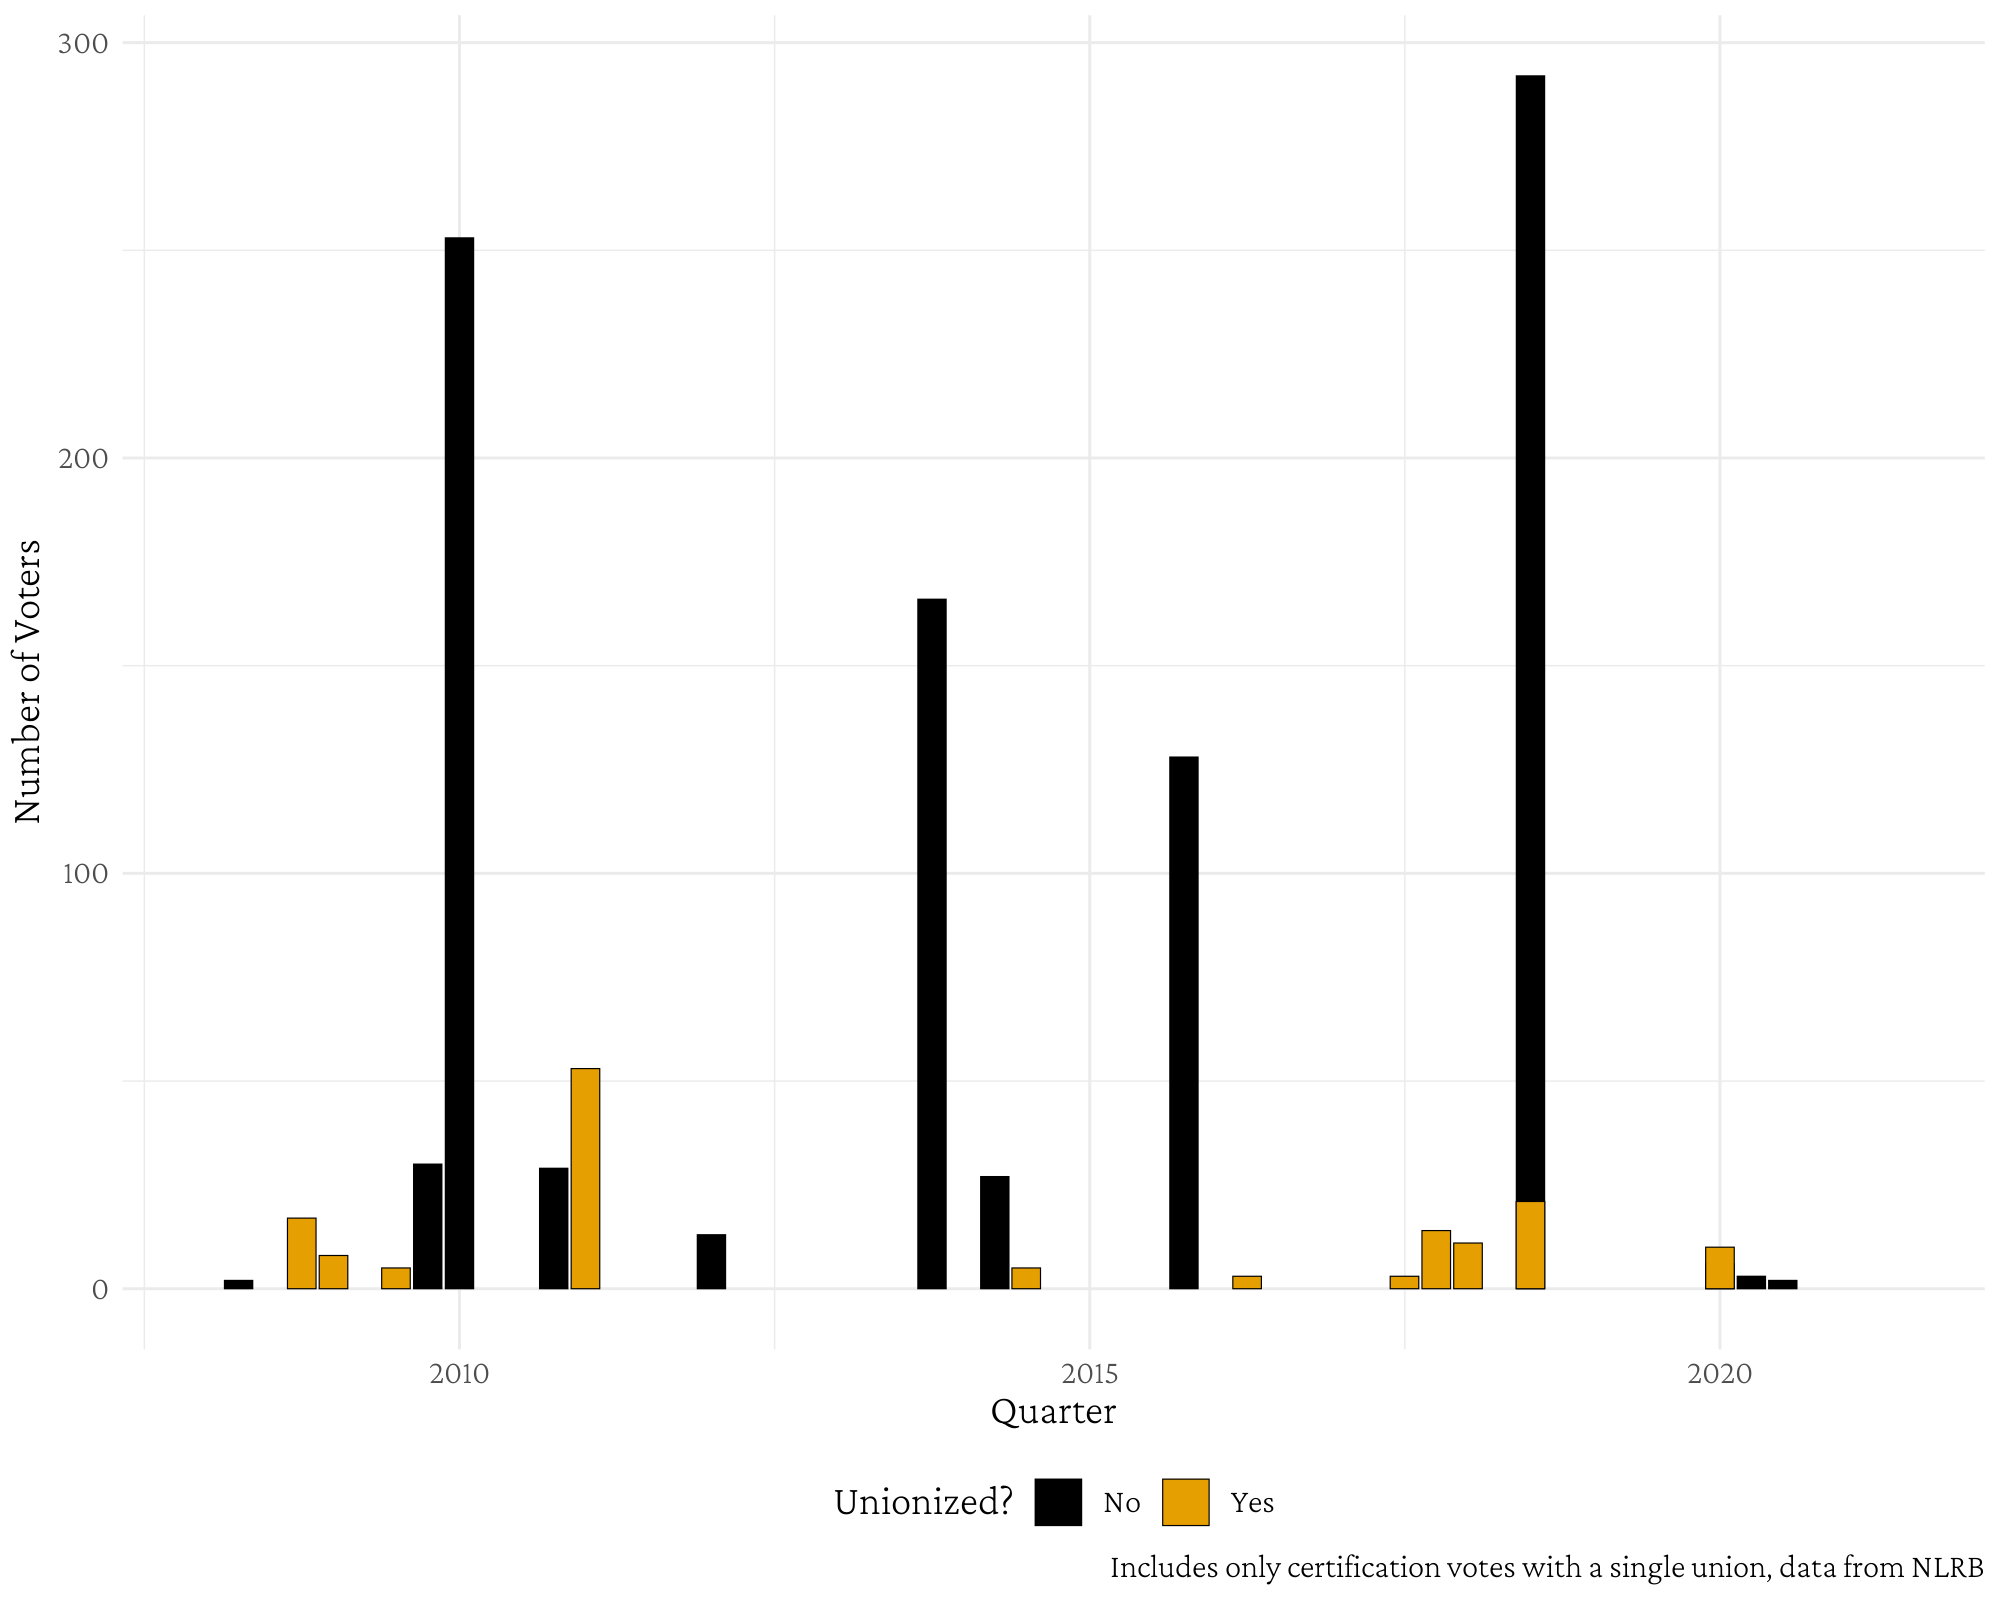 300
200
100
0
Number of Voters
2010 2015 2020
Quarter
Unionized? No Yes
Includes only certification votes with a single union, data from NLRB